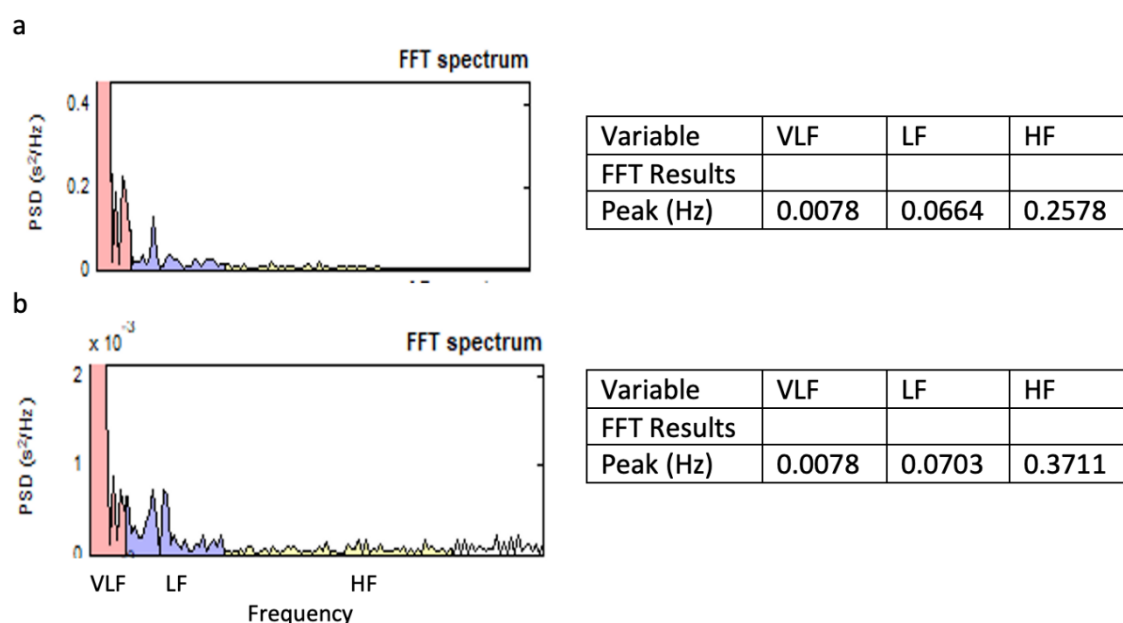 a
FFT spectrum
PSD (s²/Hz)
0.4
0.2
0
Variable VLF LF HF
FFT Results
Peak (Hz) 0.0078 0.0664 0.2578
b
x 10⁻³
FFT spectrum
PSD (s²/Hz)
2
1
0
VLF LF HF
Frequency
Variable VLF LF HF
FFT Results
Peak (Hz) 0.0078 0.0703 0.3711